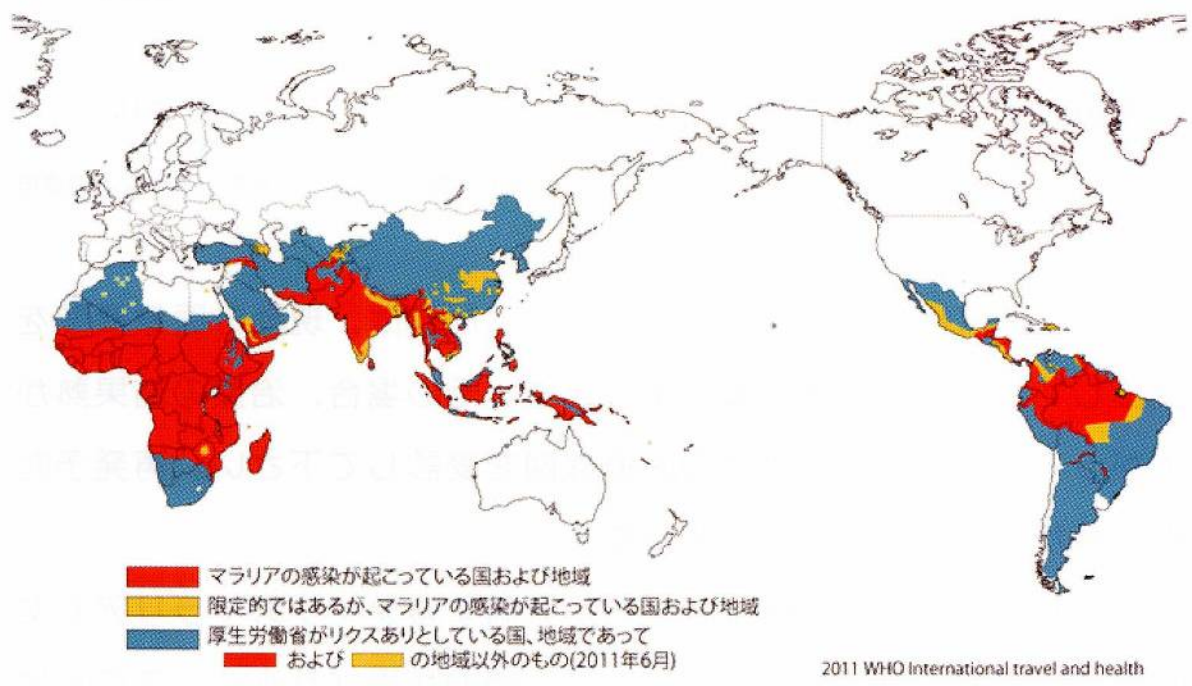 マラリアの感染が起こっている国および地域
限定的ではあるが、マラリアの感染が起こっている国および地域
厚生労働省がリクスありとしている国、地域であって
および の地域以外のもの(2011年6月)
2011 WHO International travel and health